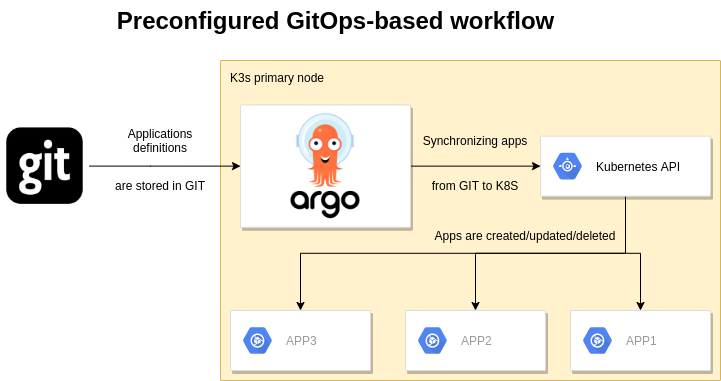 Preconfigured GitOps-based workflow
K3s primary node
git
Applications
definitions
are stored in GIT
argo
Synchronizing apps
from GIT to K8S
Kubernetes API
Apps are created/updated/deleted
APP3
APP2
APP1